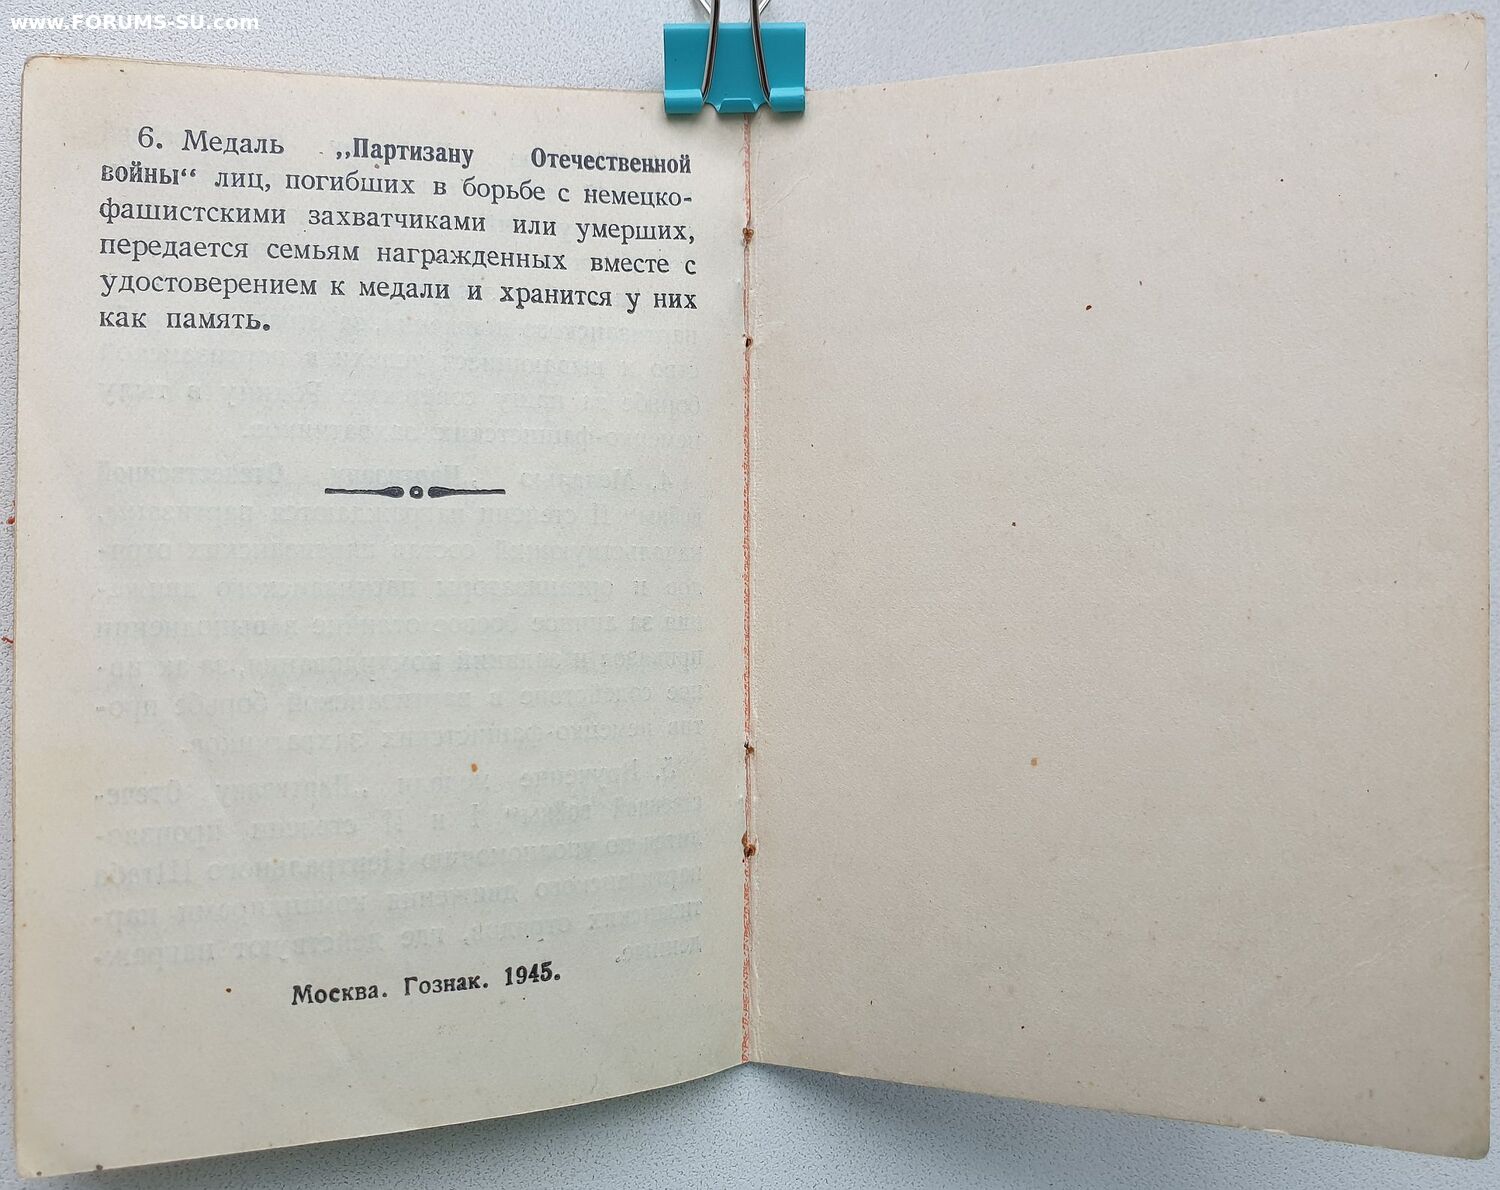 www.FORUMS-SU.com
6. Медаль „Партизану Отечественной
войны“ лиц, погибших в борьбе с немецко-
фашистскими захватчиками или умерших,
передается семьям награжденных вместе с
удостоверением к медали и хранится у них
как память.
Москва. Гознак. 1945.